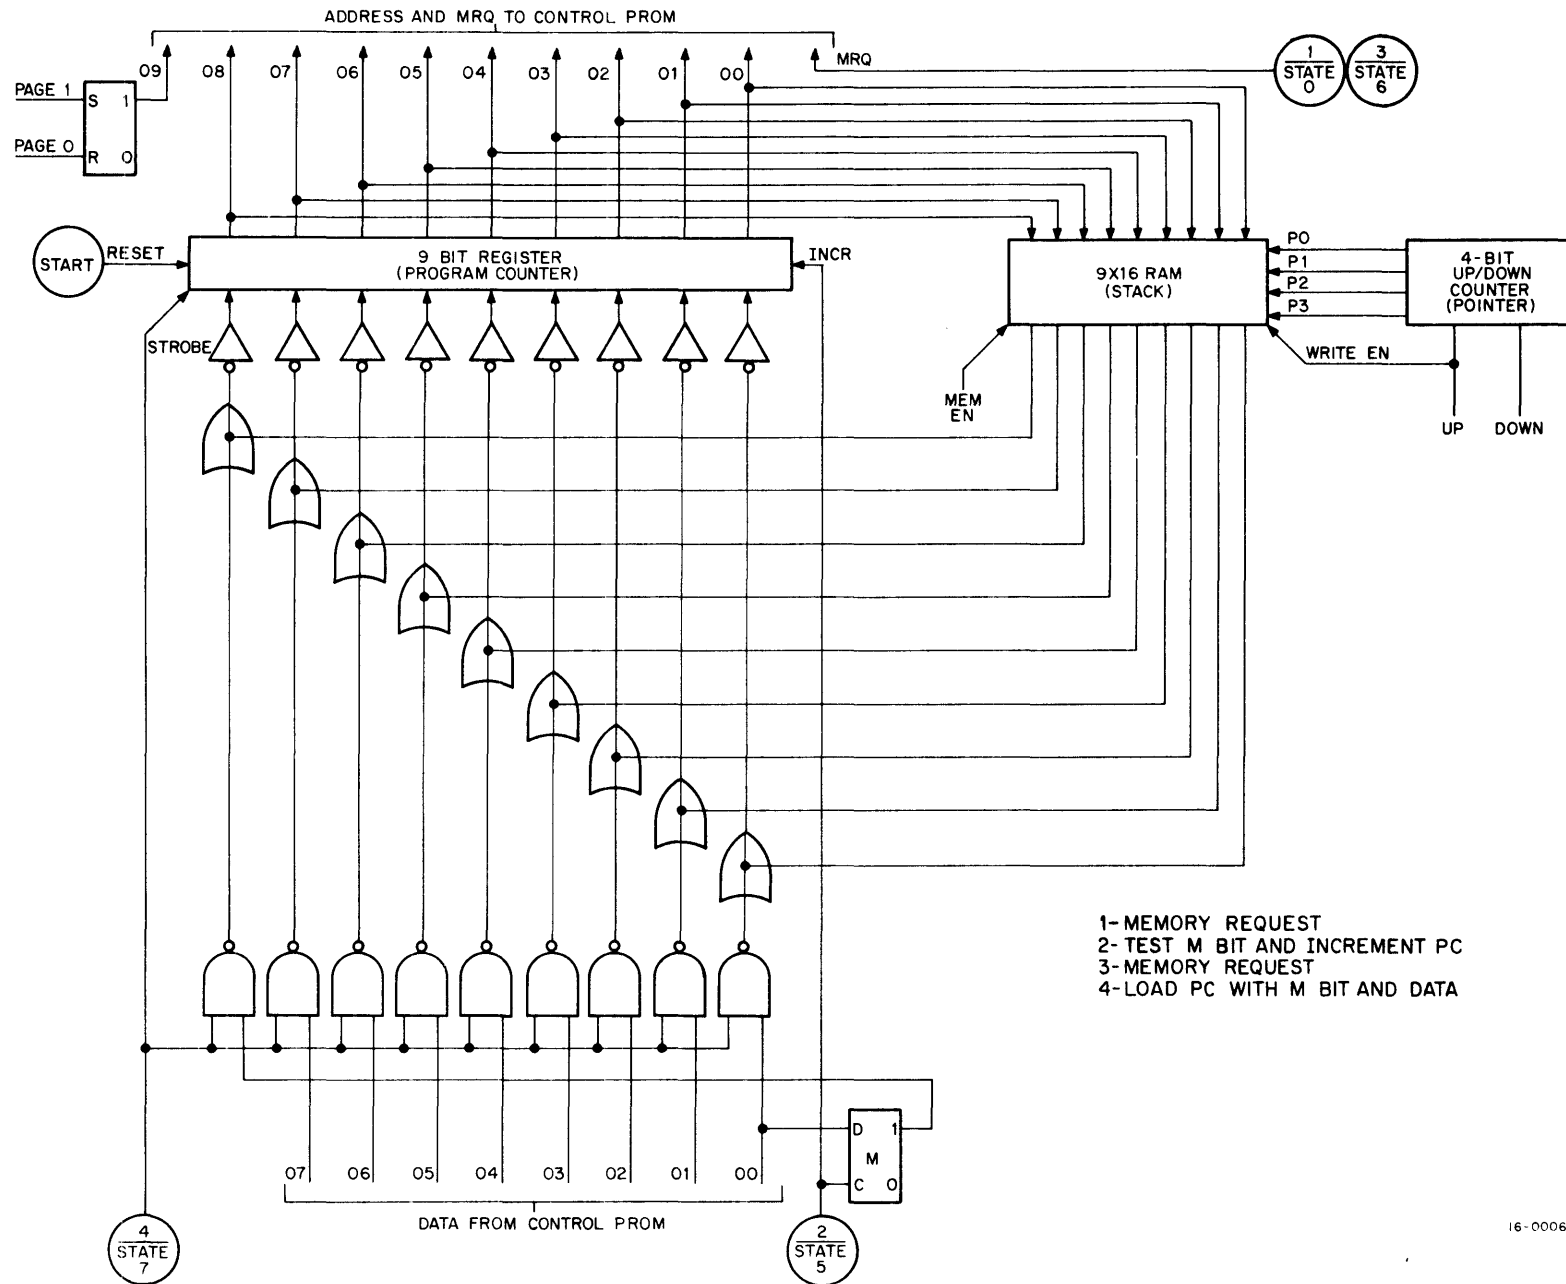 ADDRESS AND MRQ TO CONTROL PROM
09 08 07 06 05 04 03 02 01 00 MRQ
1
STATE
0
3
STATE
6
PAGE 1
S 1
PAGE 0
R 0
START
RESET
9 BIT REGISTER
(PROGRAM COUNTER)
INCR
STROBE
9X16 RAM
(STACK)
P0
P1
P2
P3
4-BIT
UP/DOWN
COUNTER
(POINTER)
WRITE EN
MEM
EN
UP DOWN
1-MEMORY REQUEST
2-TEST M BIT AND INCREMENT PC
3-MEMORY REQUEST
4-LOAD PC WITH M BIT AND DATA
D 1
M
C 0
07 06 05 04 03 02 01 00
DATA FROM CONTROL PROM
4
STATE
7
2
STATE
5
16-0006